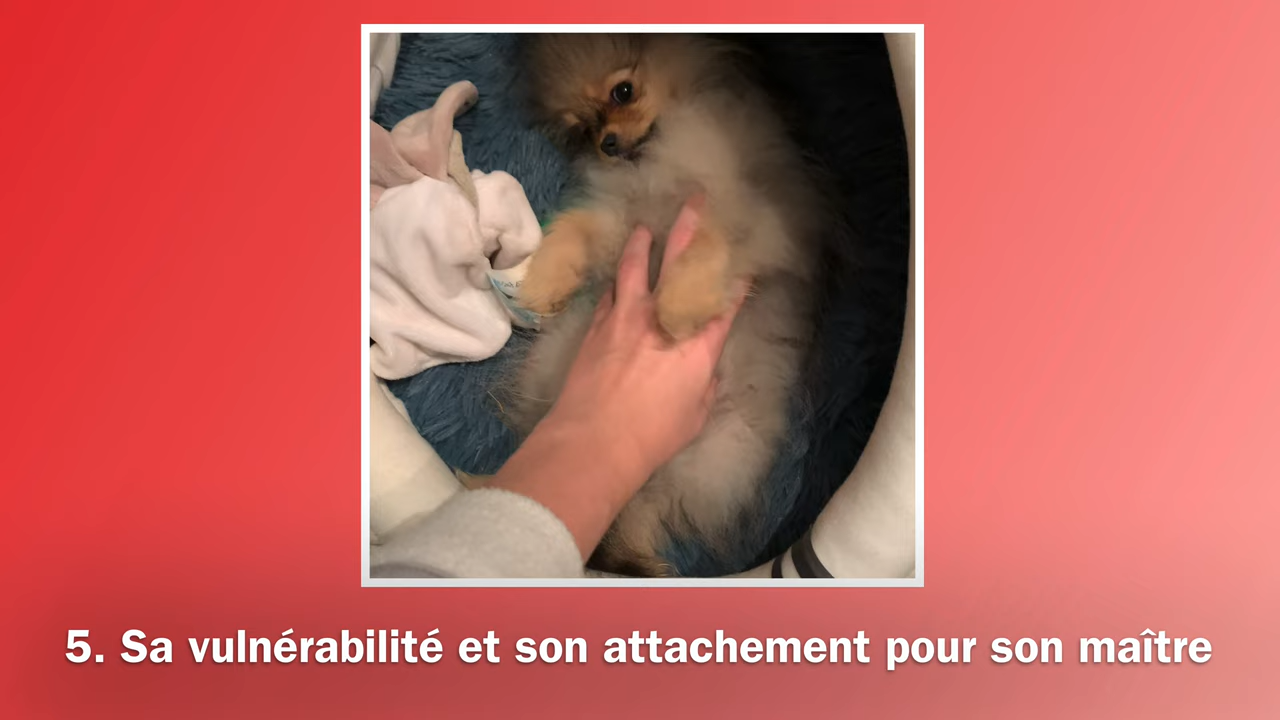 5. Sa vulnérabilité et son attachement pour son maître